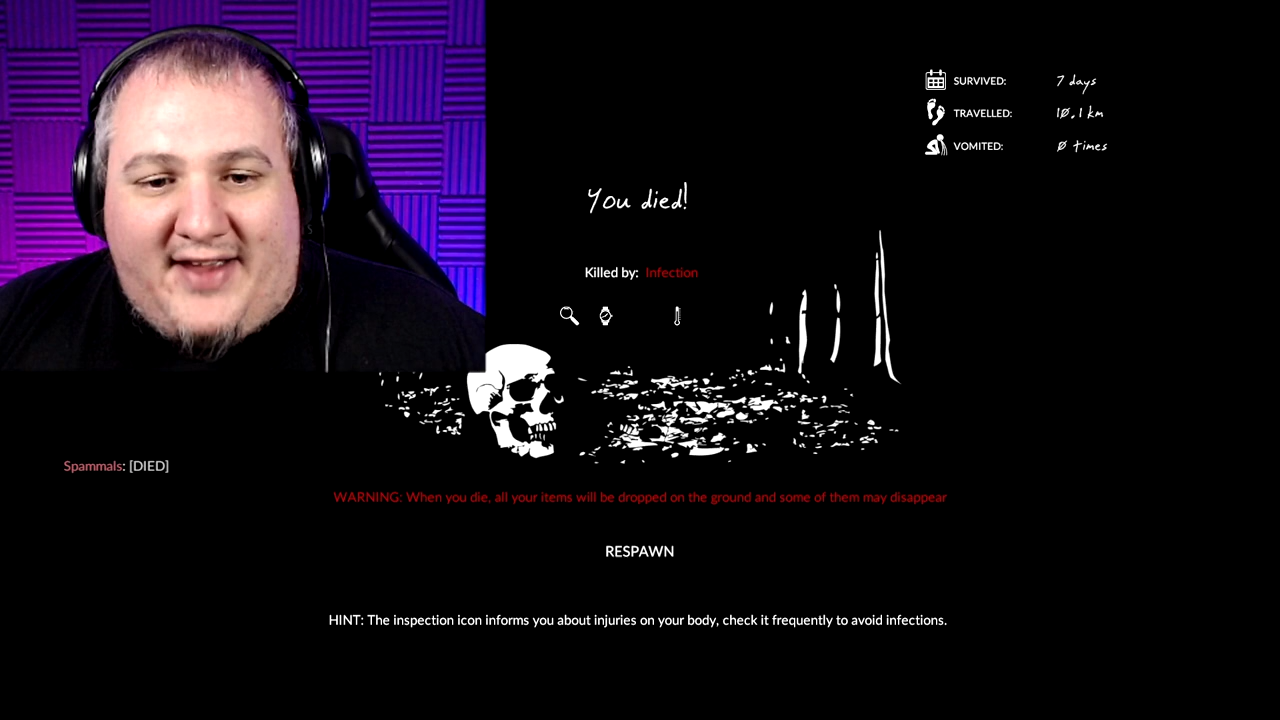 SURVIVED: 7 days
TRAVELLED: 10.1 km
VOMITED: 0 times
You died!
Killed by: Infection
Spammals: [DIED]
WARNING: When you die, all your items will be dropped on the ground and some of them may disappear
RESPAWN
HINT: The inspection icon informs you about injuries on your body, check it frequently to avoid infections.